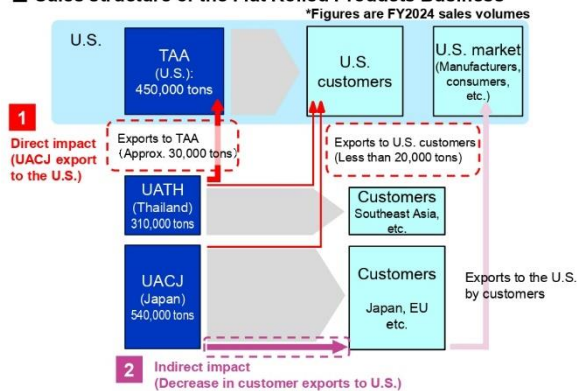 Sales structure of the Flat Rolled Products Business
*Figures are FY2024 sales volumes
U.S.
TAA
(U.S.):
450,000 tons
U.S.
customers
U.S. market
(Manufacturers,
consumers,
etc.)
1
Direct impact
(UACJ export
to the U.S.)
Exports to TAA
(Approx. 30,000 tons)
Exports to U.S. customers
(Less than 20,000 tons)
UATH
(Thailand)
310,000 tons
Customers
Southeast Asia,
etc.
UACJ
(Japan)
540,000 tons
Customers
Japan, EU
etc.
Exports to the U.S.
by customers
2
Indirect impact
(Decrease in customer exports to U.S.)